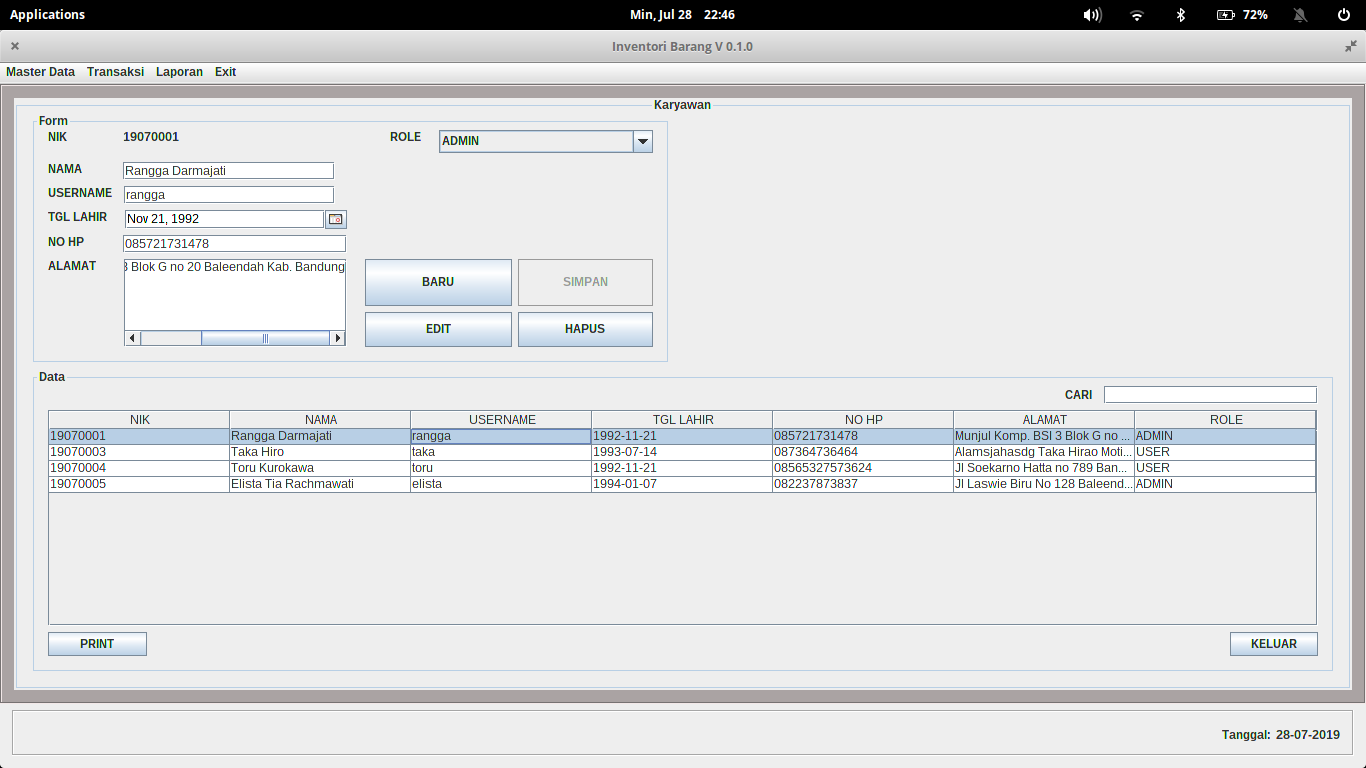 Applications Min, Jul 28 22:46 72%
Inventori Barang V 0.1.0
Master Data Transaksi Laporan Exit
Karyawan
Form
NIK 19070001 ROLE ADMIN
NAMA Rangga Darmajati
USERNAME rangga
TGL LAHIR Nov 21, 1992
NO HP 085721731478
ALAMAT 3 Blok G no 20 Baleendah Kab. Bandung
BARU SIMPAN
EDIT HAPUS
Data
CARI
NIK NAMA USERNAME TGL LAHIR NO HP ALAMAT ROLE
19070001 Rangga Darmajati rangga 1992-11-21 085721731478 Munjul Komp. BSI 3 Blok G no ... ADMIN
19070003 Taka Hiro taka 1993-07-14 087364736464 Alamsjahasdg Taka Hirao Moti... USER
19070004 Toru Kurokawa toru 1992-11-21 08565327573624 Jl Soekarno Hatta no 789 Ban... USER
19070005 Elista Tia Rachmawati elista 1994-01-07 082237873837 Jl Laswie Biru No 128 Baleend... ADMIN
PRINT KELUAR
Tanggal: 28-07-2019